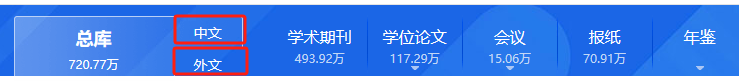 总库
720.77万
中文
外文
学术期刊
493.92万
学位论文
117.29万
会议
15.06万
报纸
70.91万
年鉴